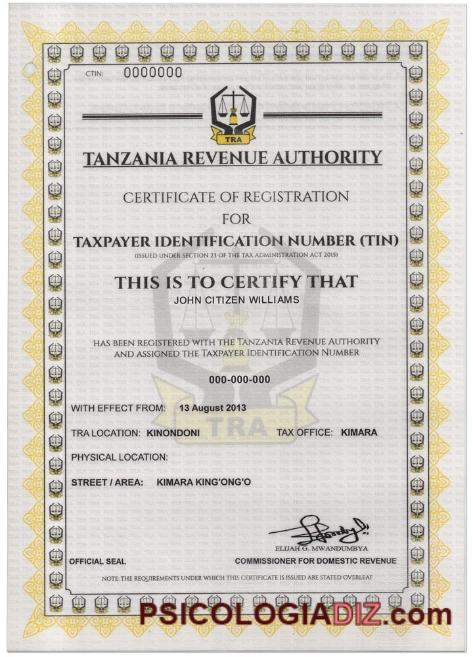 CTIN: 0000000
TRA
TANZANIA REVENUE AUTHORITY
CERTIFICATE OF REGISTRATION
FOR
TAXPAYER IDENTIFICATION NUMBER (TIN)
(ISSUED UNDER SECTION 23 OF THE TAX ADMINISTRATION ACT 2015)
THIS IS TO CERTIFY THAT
JOHN CITIZEN WILLIAMS
HAS BEEN REGISTERED WITH THE TANZANIA REVENUE AUTHORITY
AND ASSIGNED THE TAXPAYER IDENTIFICATION NUMBER
000-000-000
WITH EFFECT FROM: 13 August 2013
TRA
TRA LOCATION: KINONDONI TAX OFFICE: KIMARA
PHYSICAL LOCATION:
STREET / AREA: KIMARA KING'ONG'O
ELIJAH G. MWANDUMBYA
OFFICIAL SEAL COMMISSIONER FOR DOMESTIC REVENUE
NOTE: THE REQUIREMENTS UNDER WHICH THIS CERTIFICATE IS ISSUED ARE STATED OVERLEAF
PSICOLOGIADIZ.com